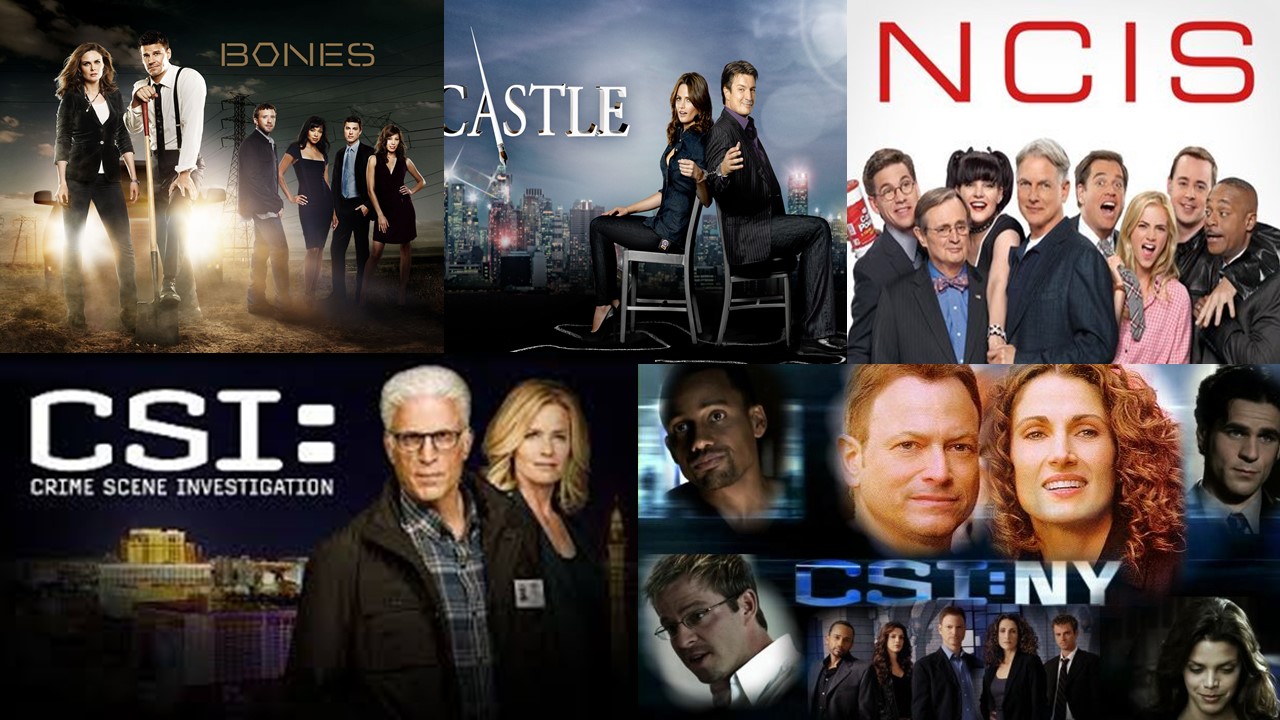 BONES
CASTLE
NCIS
CSI:
CRIME SCENE INVESTIGATION
CSI:NY